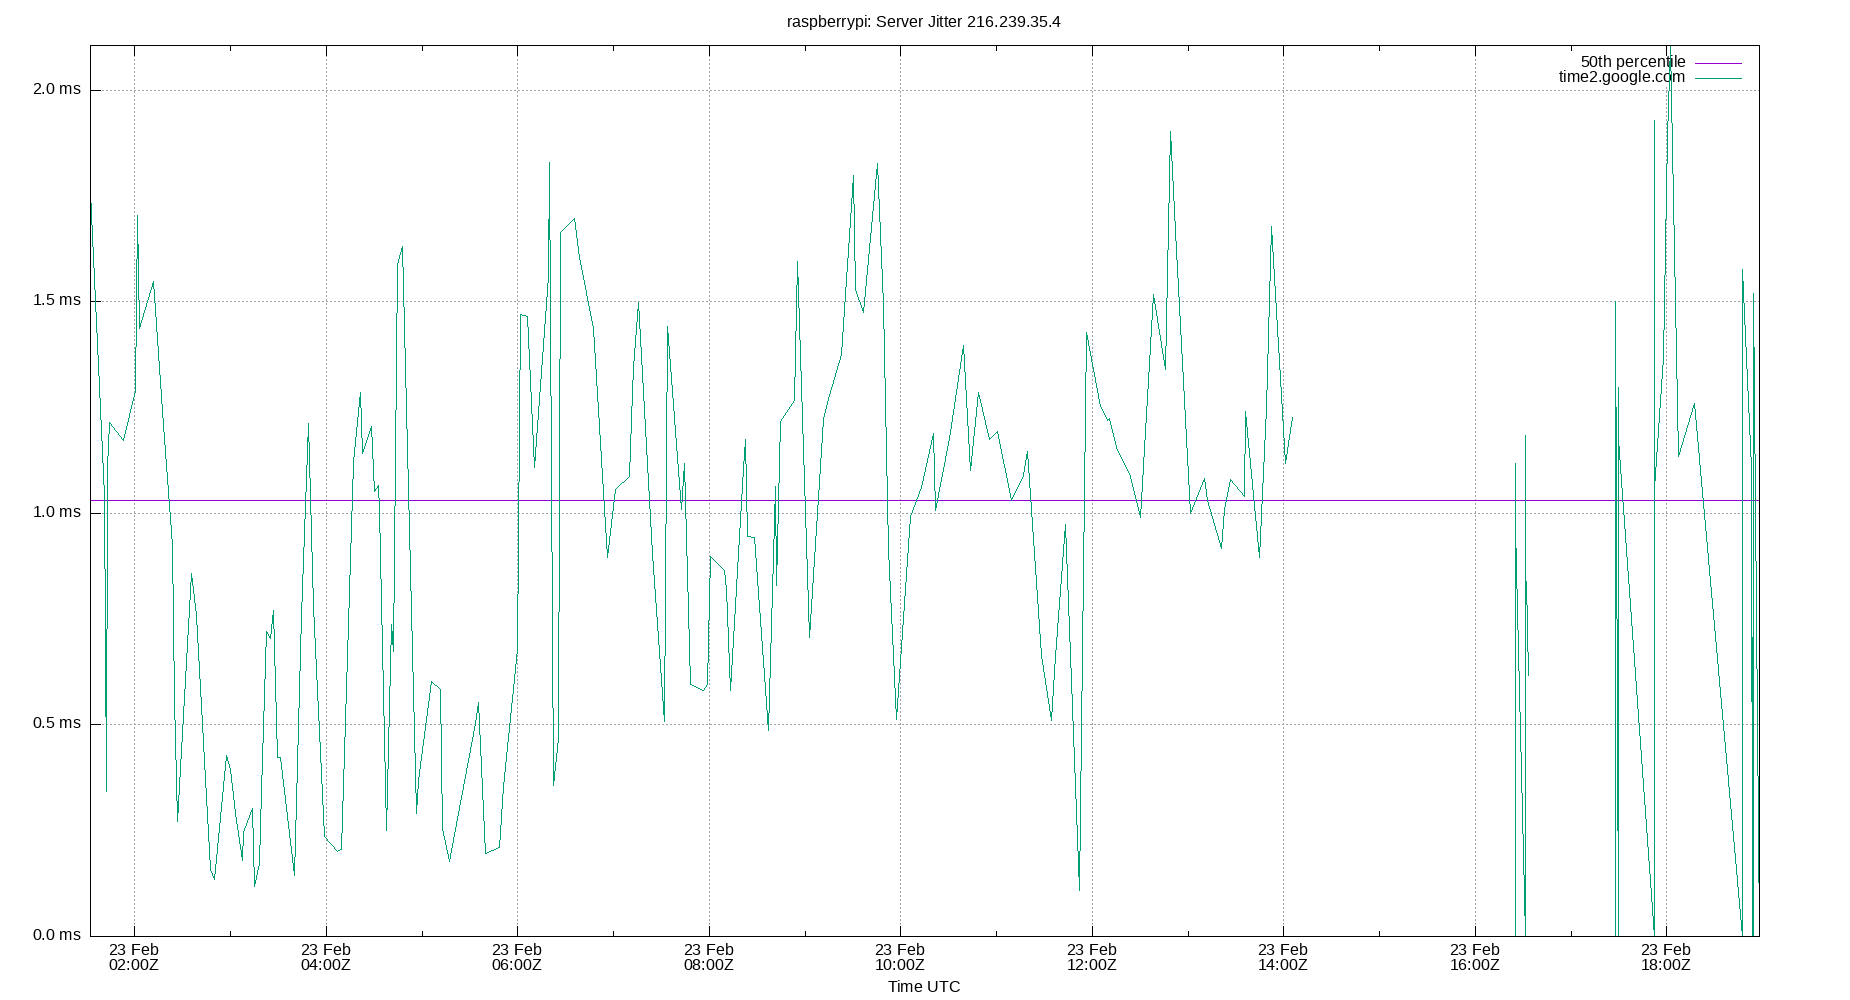 raspberrypi: Server Jitter 216.239.35.4
50th percentile
time2.google.com
2.0 ms
1.5 ms
1.0 ms
0.5 ms
0.0 ms
23 Feb 23 Feb 23 Feb 23 Feb 23 Feb 23 Feb 23 Feb 23 Feb 23 Feb
02:00Z 04:00Z 06:00Z 08:00Z 10:00Z 12:00Z 14:00Z 16:00Z 18:00Z
Time UTC